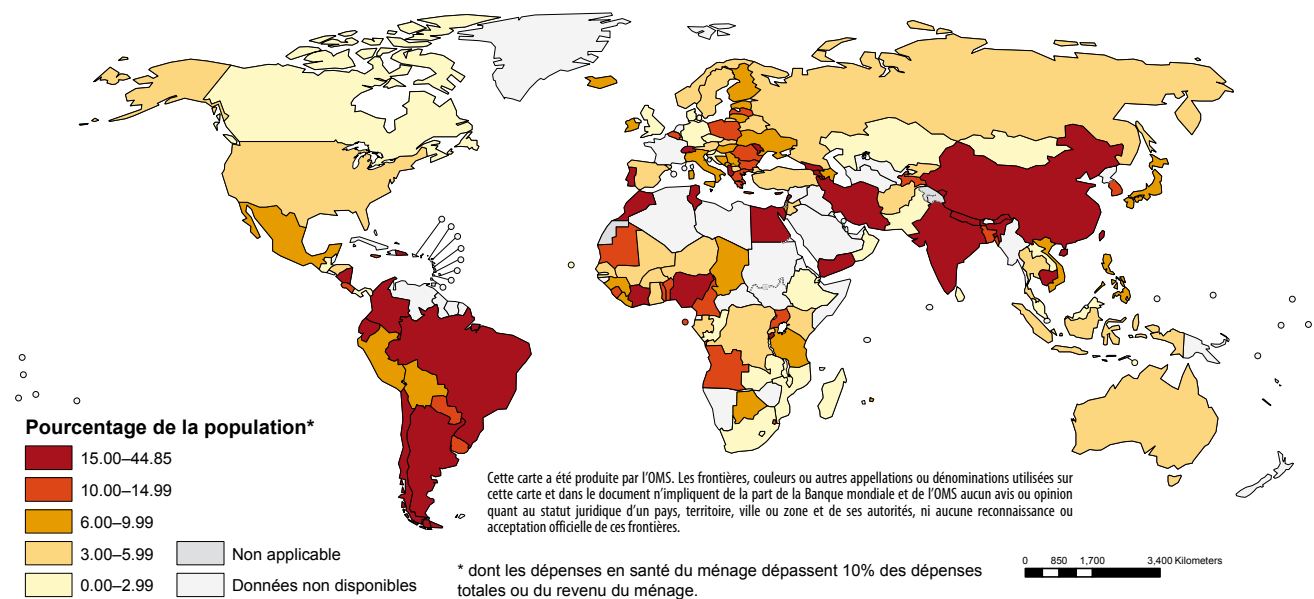 Pourcentage de la population*
15.00–44.85
10.00–14.99
6.00–9.99
3.00–5.99
0.00–2.99
Non applicable
Données non disponibles
Cette carte a été produite par l’OMS. Les frontières, couleurs ou autres appellations ou dénominations utilisées sur
cette carte et dans le document n’impliquent de la part de la Banque mondiale et de l’OMS aucun avis ou opinion
quant au statut juridique d’un pays, territoire, ville ou zone et de ses autorités, ni aucune reconnaissance ou
acceptation officielle de ces frontières.
* dont les dépenses en santé du ménage dépassent 10% des dépenses
totales ou du revenu du ménage.
0 850 1,700 3,400 Kilometers